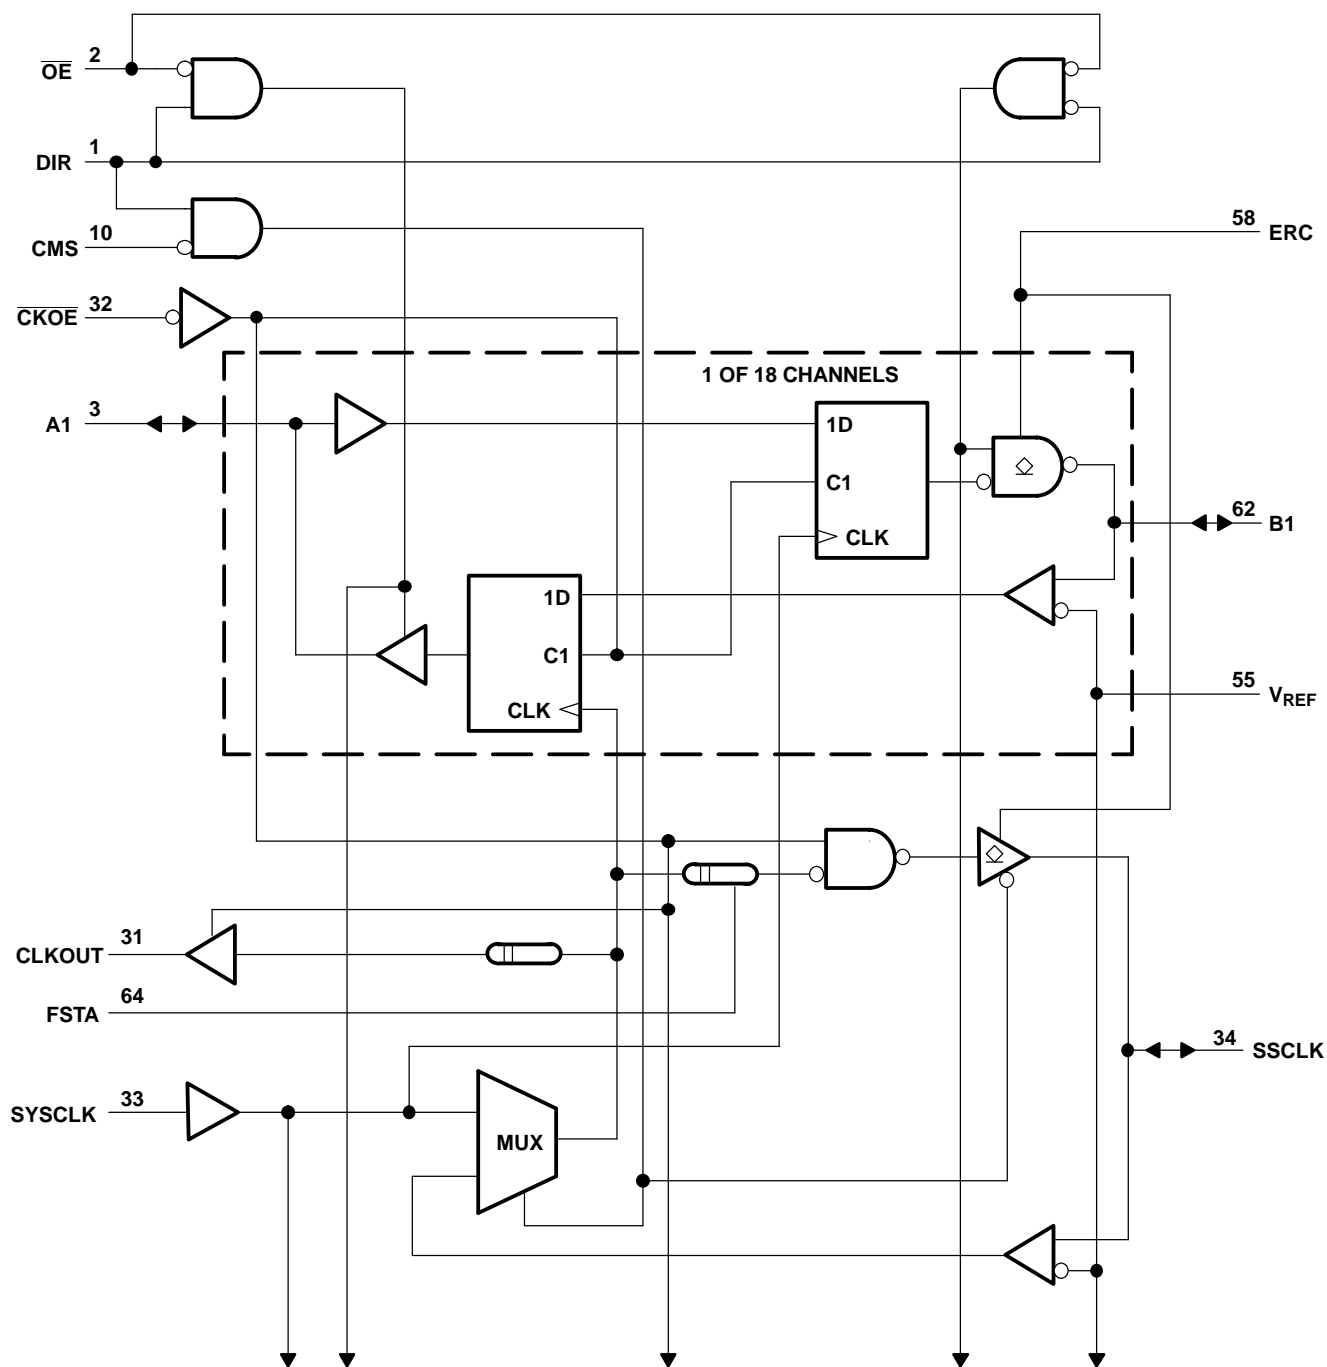 2
OE
1
DIR
10
CMS
58
ERC
32
CKOE
1 OF 18 CHANNELS
3
A1
1D
C1
CLK
62
B1
1D
C1
CLK
55
VREF
31
CLKOUT
64
FSTA
34
SSCLK
33
SYSCLK
MUX